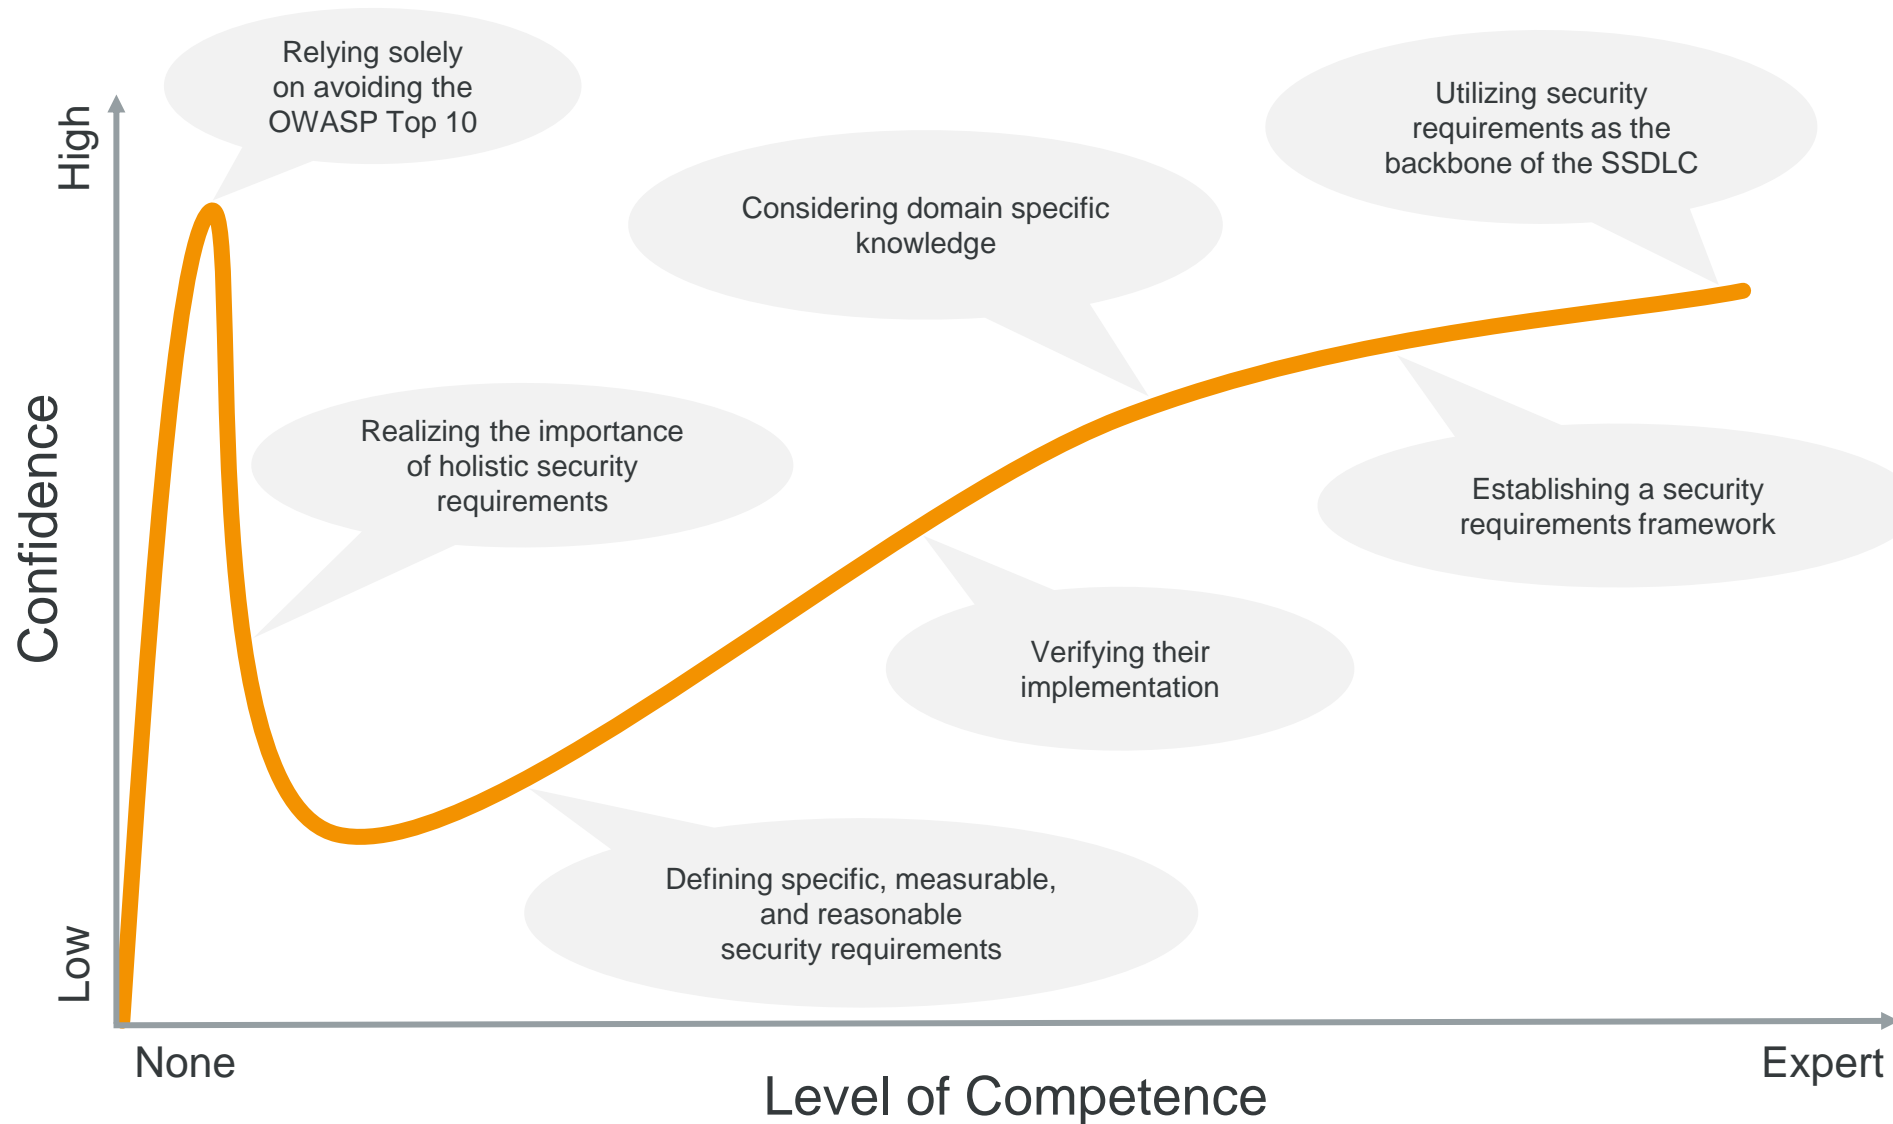 Relying solely
on avoiding the
OWASP Top 10
Utilizing security
requirements as the
backbone of the SSDLC
High
Considering domain specific
knowledge
Realizing the importance
of holistic security
requirements
Confidence
Establishing a security
requirements framework
Verifying their
implementation
Defining specific, measurable,
and reasonable
security requirements
Low
None
Expert
Level of Competence